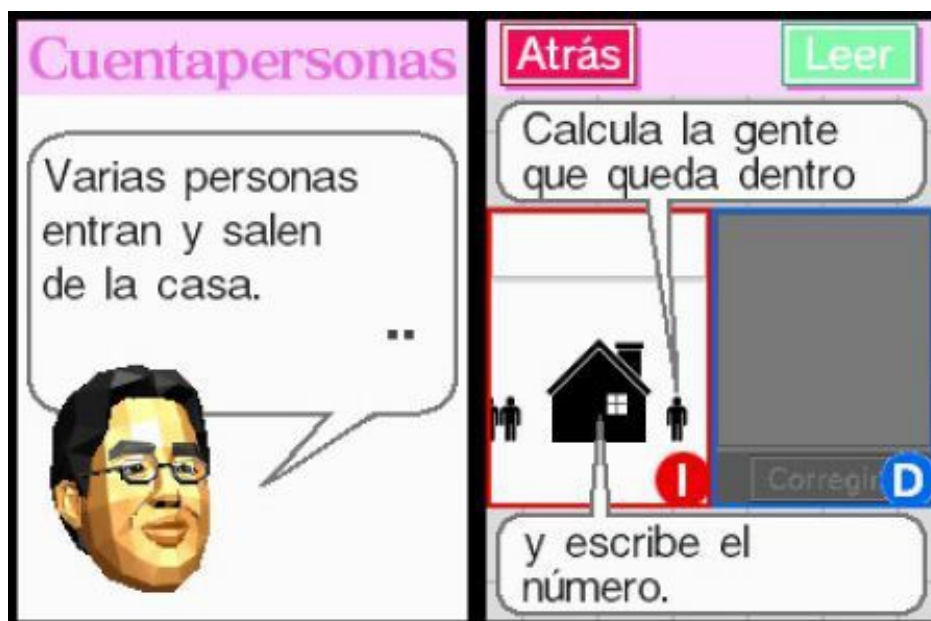 Cuentapersonas
Varias personas
entran y salen
de la casa.
..
Atrás
Leer
Calcula la gente
que queda dentro
I
Corregir
D
y escribe el
número.